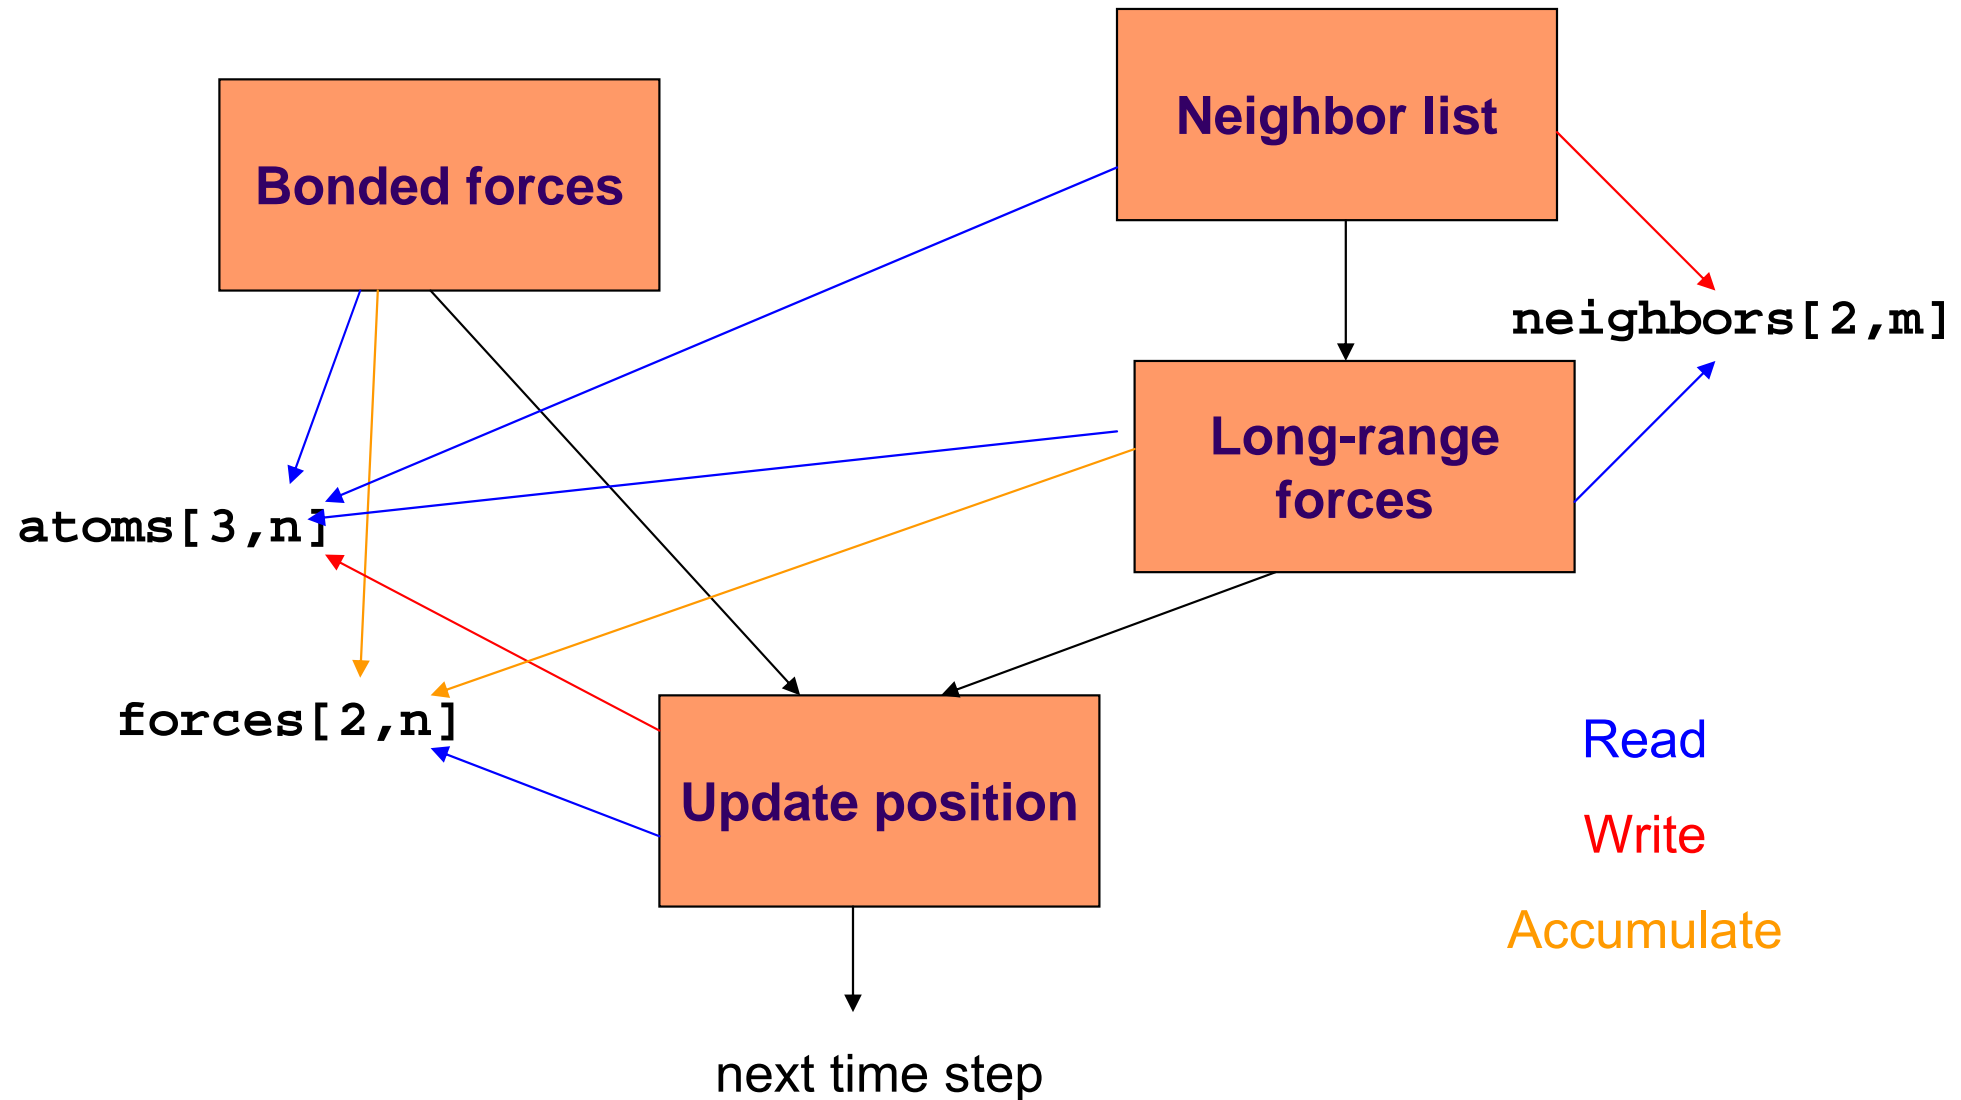 Neighbor list
Bonded forces
neighbors[2,m]
Long-range
forces
atoms[3,n]
forces[2,n]
Update position
Read
Write
Accumulate
next time step